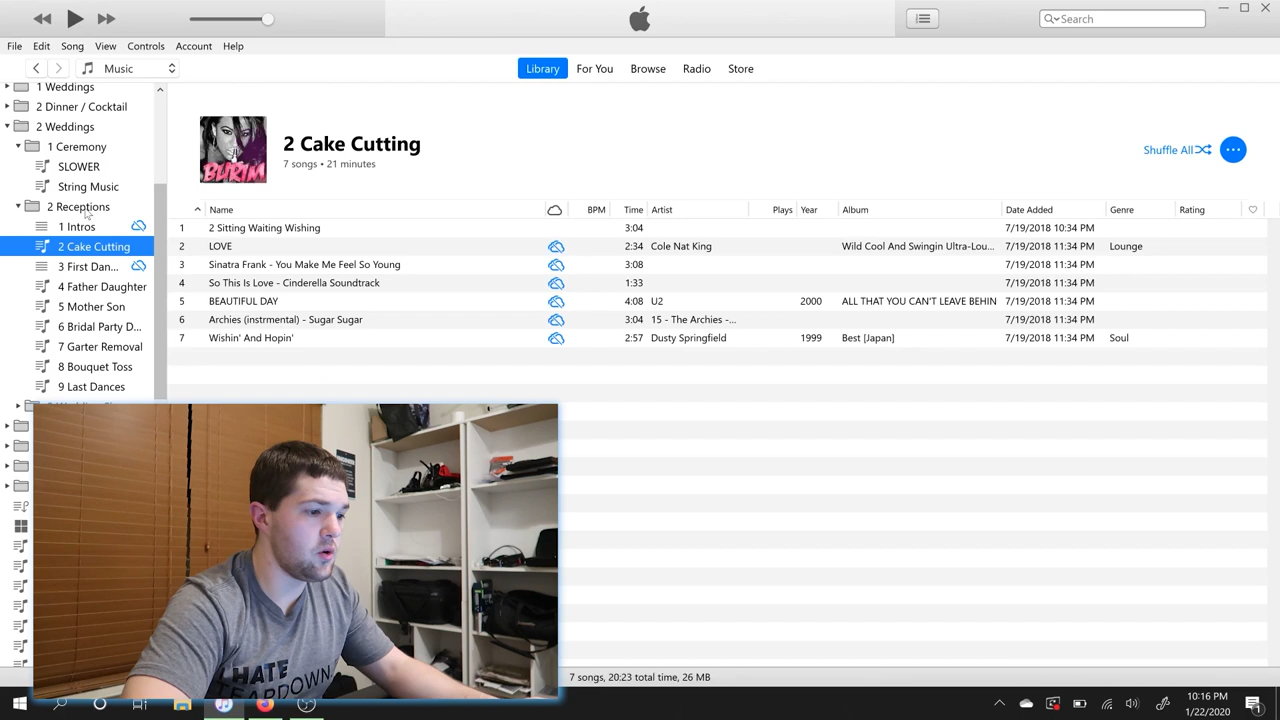 Search
File Edit Song View Controls Account Help
Music Library For You Browse Radio Store
1 Weddings
2 Dinner / Cocktail
2 Weddings
1 Ceremony
SLOWER
String Music
2 Receptions
1 Intros
2 Cake Cutting
3 First Dan...
4 Father Daughter
5 Mother Son
6 Bridal Party D...
7 Garter Removal
8 Bouquet Toss
9 Last Dances
BURIM
2 Cake Cutting
7 songs • 21 minutes
Shuffle All
Name BPM Time Artist Plays Year Album Date Added Genre Rating
1 2 Sitting Waiting Wishing 3:04 7/19/2018 10:34 PM
2 LOVE 2:34 Cole Nat King Wild Cool And Swingin Ultra-Lou... 7/19/2018 11:34 PM Lounge
3 Sinatra Frank - You Make Me Feel So Young 3:08 7/19/2018 11:34 PM
4 So This Is Love - Cinderella Soundtrack 1:33 7/19/2018 11:34 PM
5 BEAUTIFUL DAY 4:08 U2 2000 ALL THAT YOU CAN'T LEAVE BEHIN 7/19/2018 11:34 PM
6 Archies (instrmental) - Sugar Sugar 3:04 15 - The Archies -... 7/19/2018 11:34 PM
7 Wishin' And Hopin' 2:57 Dusty Springfield 1999 Best [Japan] 7/19/2018 11:34 PM Soul
I HATE
TEARDOWN
7 songs, 20:23 total time, 26 MB
10:16 PM
1/22/2020
1